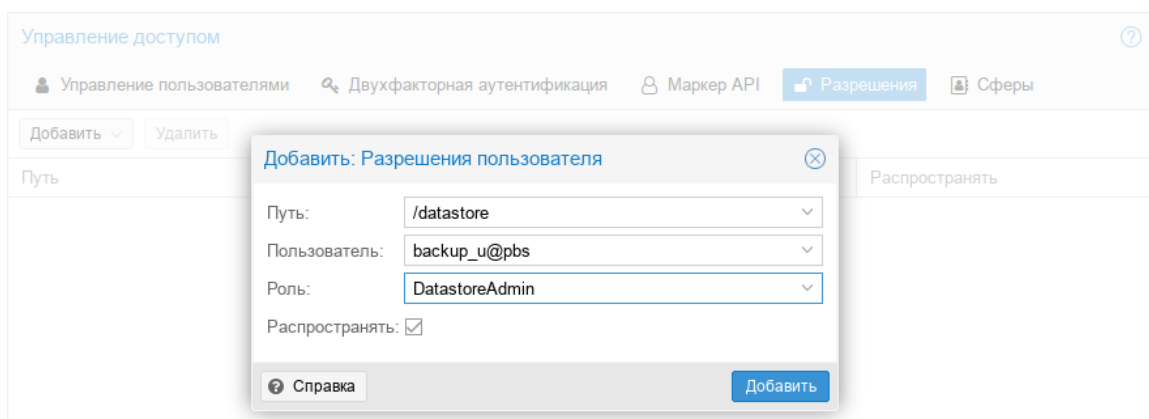 Управление доступом
Управление пользователями Двухфакторная аутентификация Маркер API Разрешения Сферы
Добавить Удалить
Путь Распространять
Добавить: Разрешения пользователя
Путь: /datastore
Пользователь: backup_u@pbs
Роль: DatastoreAdmin
Распространять:
Справка Добавить